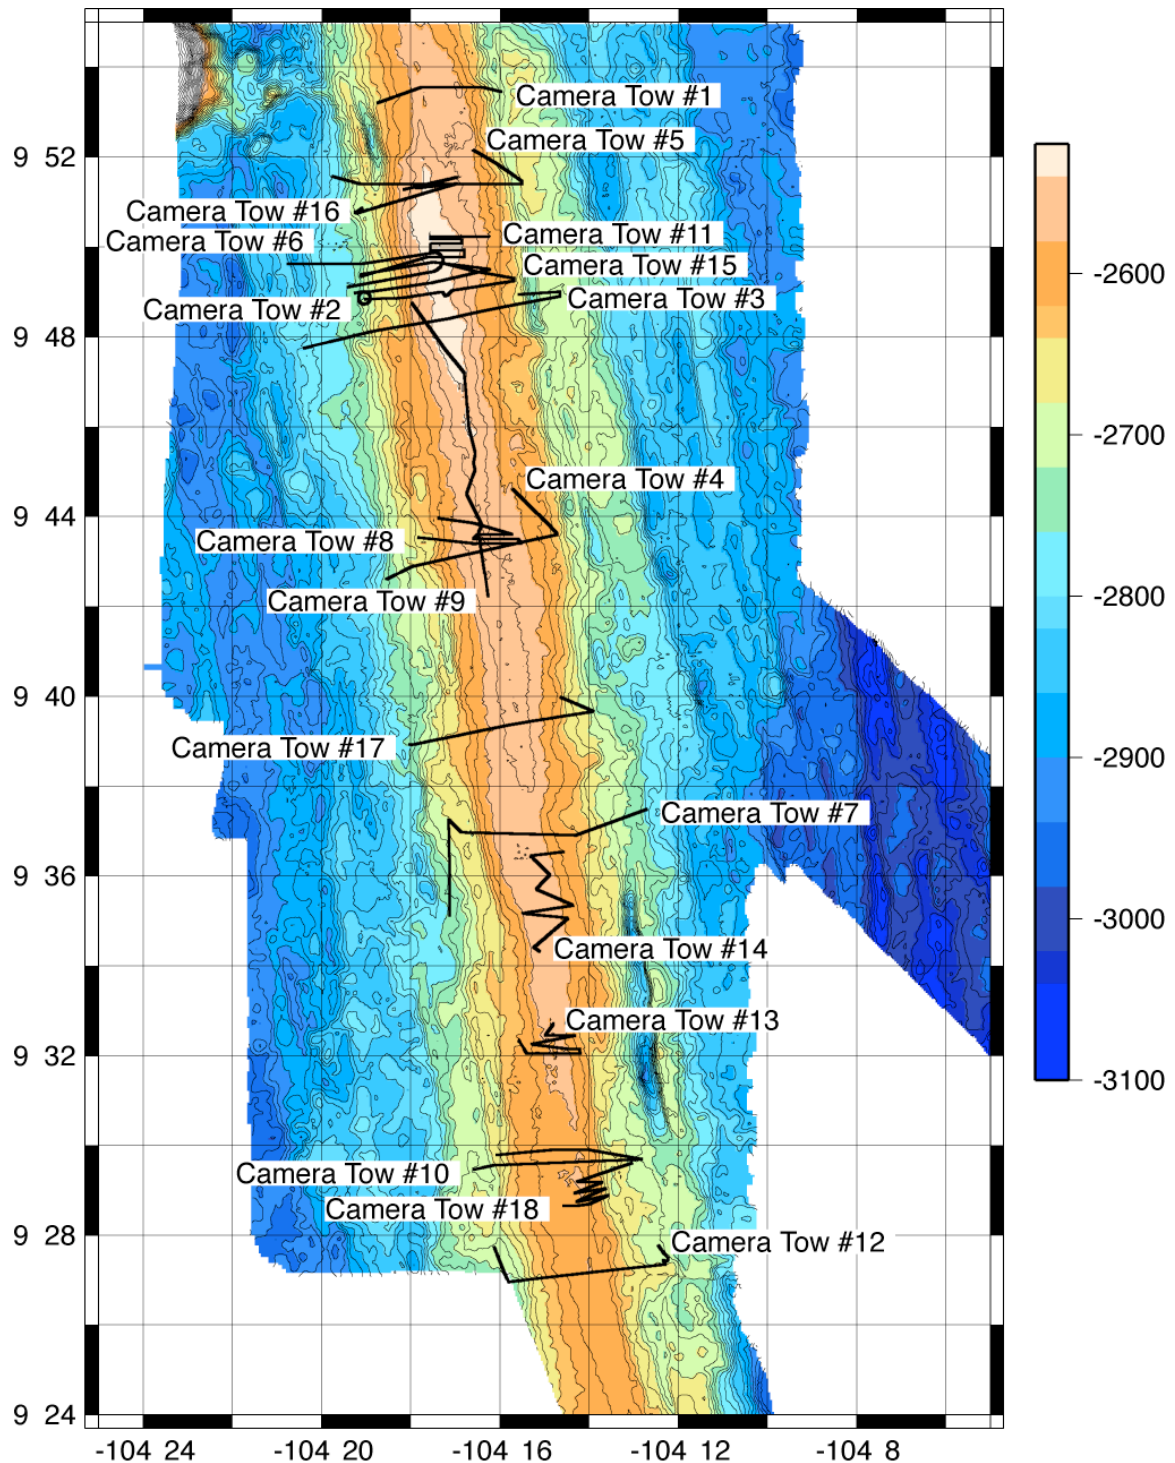 Camera Tow #1
Camera Tow #5
9 52
Camera Tow #16
Camera Tow #11
Camera Tow #6
Camera Tow #15
-2600
Camera Tow #3
Camera Tow #2
9 48
-2700
Camera Tow #4
9 44
Camera Tow #8
-2800
Camera Tow #9
9 40
Camera Tow #17
-2900
Camera Tow #7
9 36
-3000
Camera Tow #14
Camera Tow #13
9 32
-3100
Camera Tow #10
Camera Tow #18
9 28
Camera Tow #12
9 24
-104 24 -104 20 -104 16 -104 12 -104 8